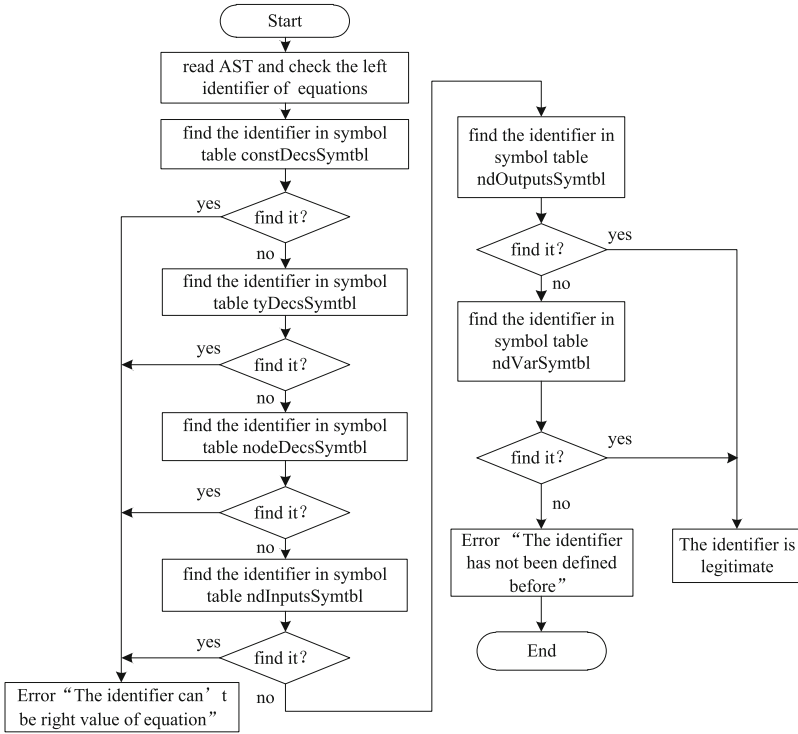 Start
read AST and check the left
identifier of equations
find the identifier in symbol
table constDecsSymtbl
yes
find it?
no
find the identifier in symbol
table tyDecsSymtbl
yes
find it?
no
find the identifier in symbol
table nodeDecsSymtbl
yes
find it?
no
find the identifier in symbol
table ndInputsSymtbl
yes
find it?
no
Error “The identifier can’t
be right value of equation”
find the identifier in
symbol table
ndOutputsSymtbl
yes
find it?
no
find the identifier in
symbol table
ndVarSymtbl
yes
find it?
no
Error “The identifier
has not been defined
before”
The identifier is
legitimate
End